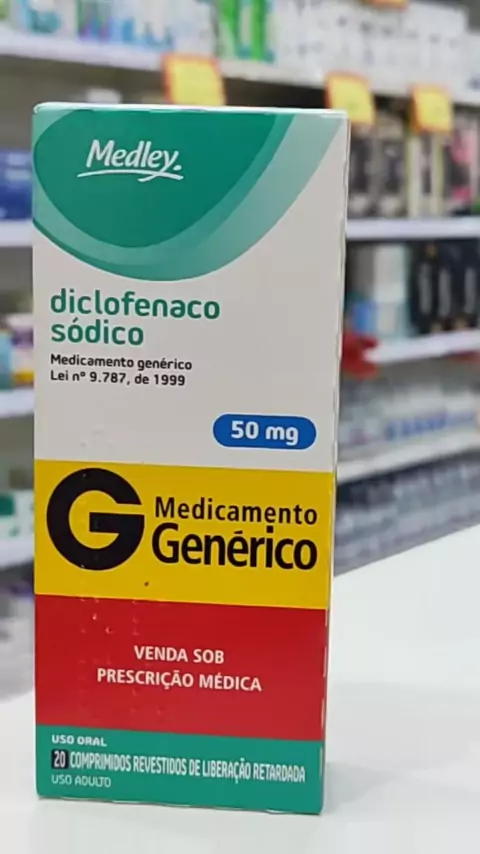 Medley.
diclofenaco
sódico
Medicamento genérico
Lei nº 9.787, de 1999
50 mg
G Medicamento
Genérico
VENDA SOB
PRESCRIÇÃO MÉDICA
USO ORAL
20 COMPRIMIDOS REVESTIDOS DE LIBERAÇÃO RETARDADA
USO ADULTO